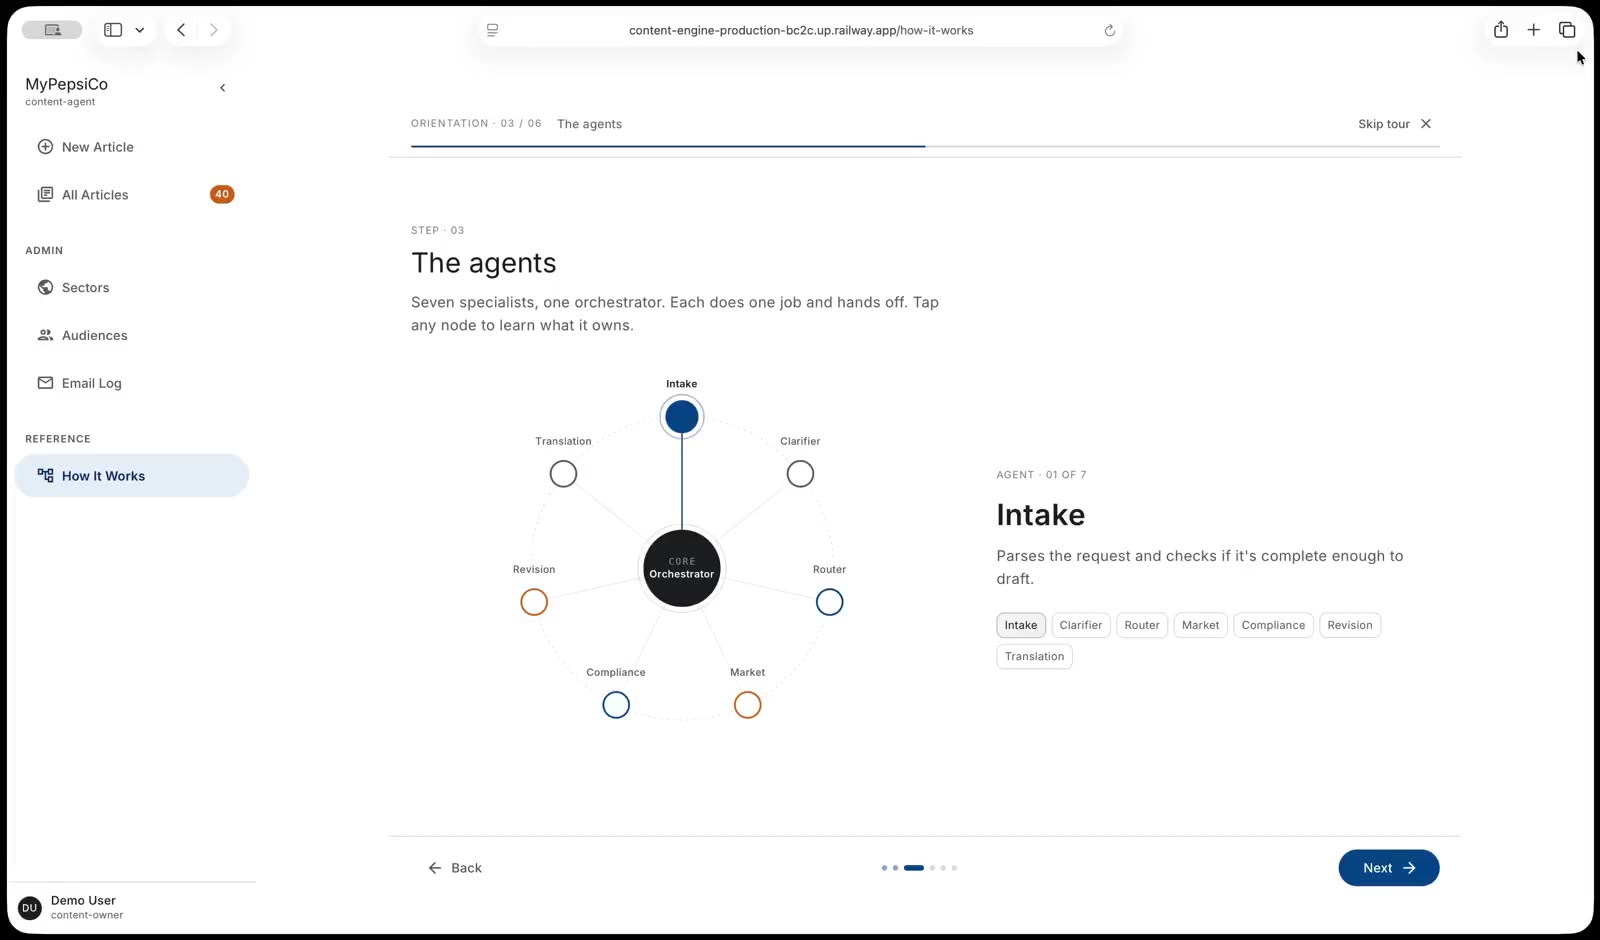 content-engine-production-bc2c.up.railway.app/how-it-works
MyPepsiCo
content-agent
New Article
All Articles 40
ADMIN
Sectors
Audiences
Email Log
REFERENCE
How It Works
DU
Demo User
content-owner
ORIENTATION · 03 / 06 The agents
Skip tour
STEP · 03
The agents
Seven specialists, one orchestrator. Each does one job and hands off. Tap
any node to learn what it owns.
Intake
Translation
Clarifier
CORE
Orchestrator
Revision
Router
Compliance
Market
AGENT · 01 OF 7
Intake
Parses the request and checks if it's complete enough to
draft.
Intake Clarifier Router Market Compliance Revision
Translation
Back
Next